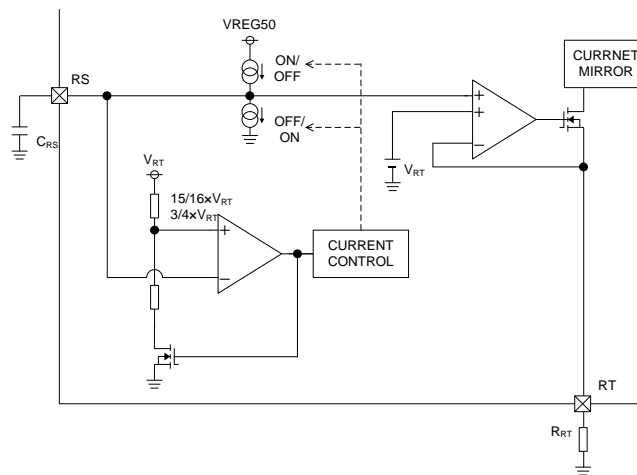 VREG50
ON/
OFF
CURRNET
MIRROR
RS
+
+
−
OFF/
ON
CRS
VRT
VRT
15/16×VRT
3/4×VRT
+
−
CURRENT
CONTROL
RT
RRT